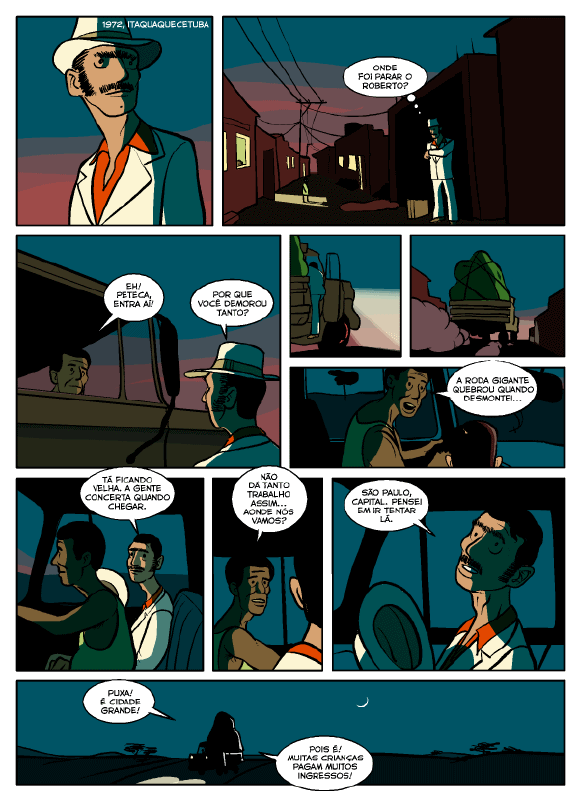 1972, ITAQUAQUECETUBA
ONDE
FOI PARAR O
ROBERTO?
EH!
PETECA,
ENTRA AÍ!
POR QUE
VOCÊ DEMOROU
TANTO?
A RODA GIGANTE
QUEBROU QUANDO
DESMONTEI...
TÁ FICANDO
VELHA. A GENTE
CONCERTA QUANDO
CHEGAR.
NÃO
DÁ TANTO
TRABALHO
ASSIM...
AONDE NÓS
VAMOS?
SÃO PAULO,
CAPITAL. PENSEI
EM IR TENTAR
LÁ.
PUXA!
É CIDADE
GRANDE!
POIS É!
MUITAS CRIANÇAS
PAGAM MUITOS
INGRESSOS!